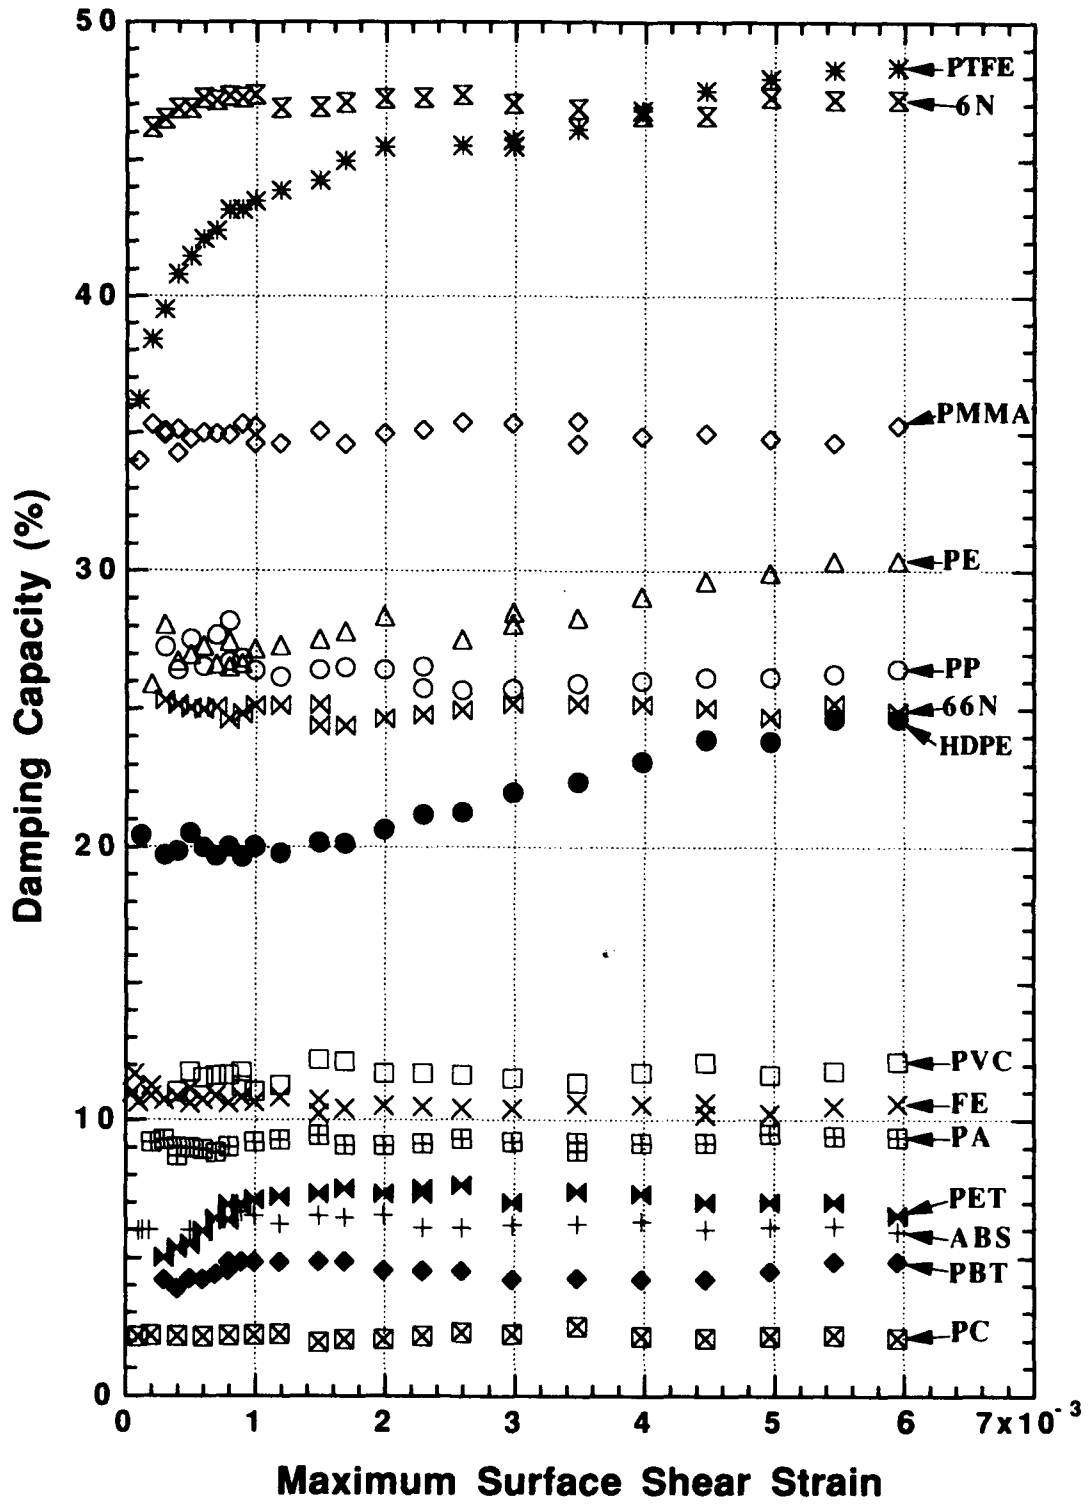 50
PTFE
6N
40
PMMA
30
PE
PP
66N
HDPE
20
PVC
FE
10
PA
PET
ABS
PBT
PC
0
0 1 2 3 4 5 6 7x10⁻³
Damping Capacity (%)
Maximum Surface Shear Strain